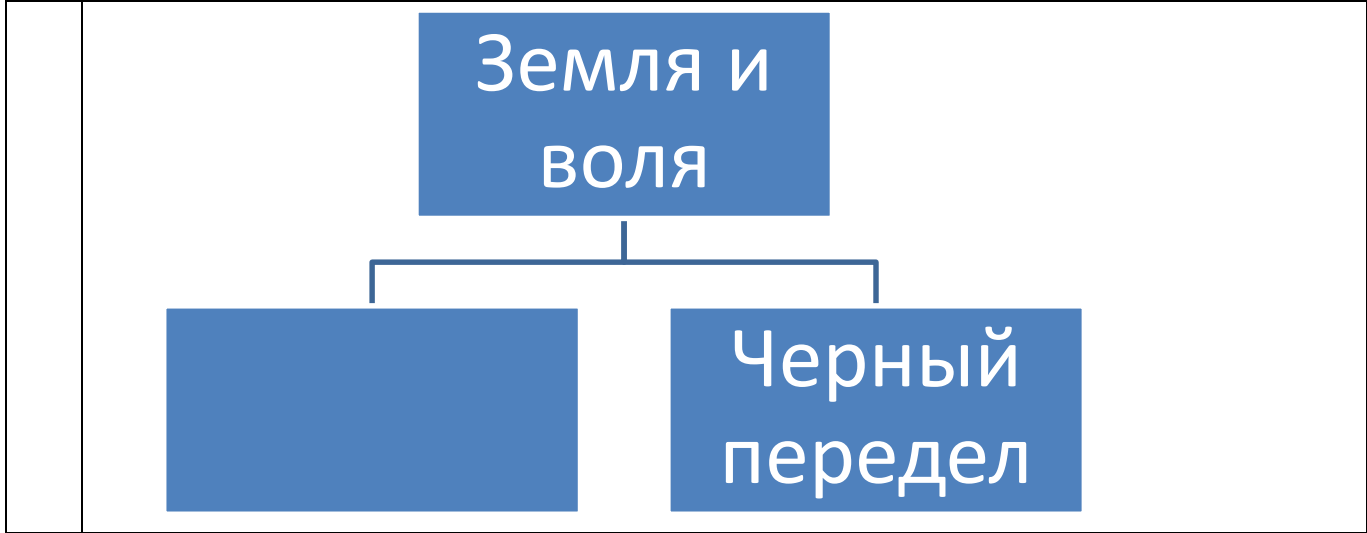 Земля и
воля
Черный
передел